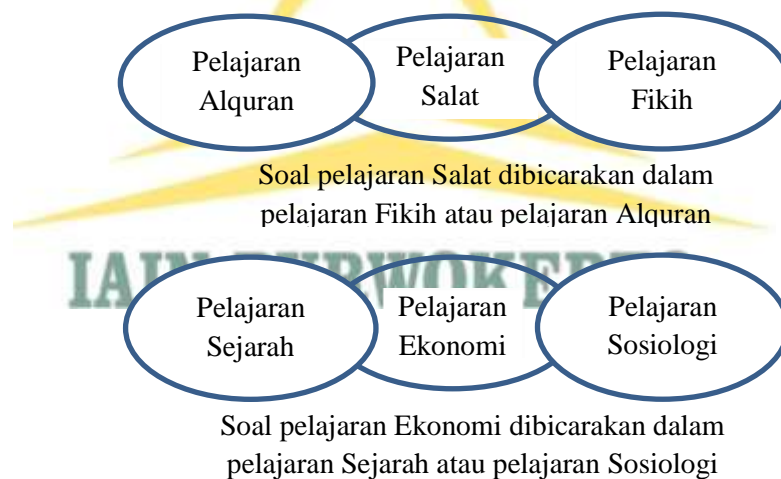 Pelajaran
Alquran
Pelajaran
Salat
Pelajaran
Fikih
Soal pelajaran Salat dibicarakan dalam
pelajaran Fikih atau pelajaran Alquran
IAIN PURWOKERTO
Pelajaran
Sejarah
Pelajaran
Ekonomi
Pelajaran
Sosiologi
Soal pelajaran Ekonomi dibicarakan dalam
pelajaran Sejarah atau pelajaran Sosiologi